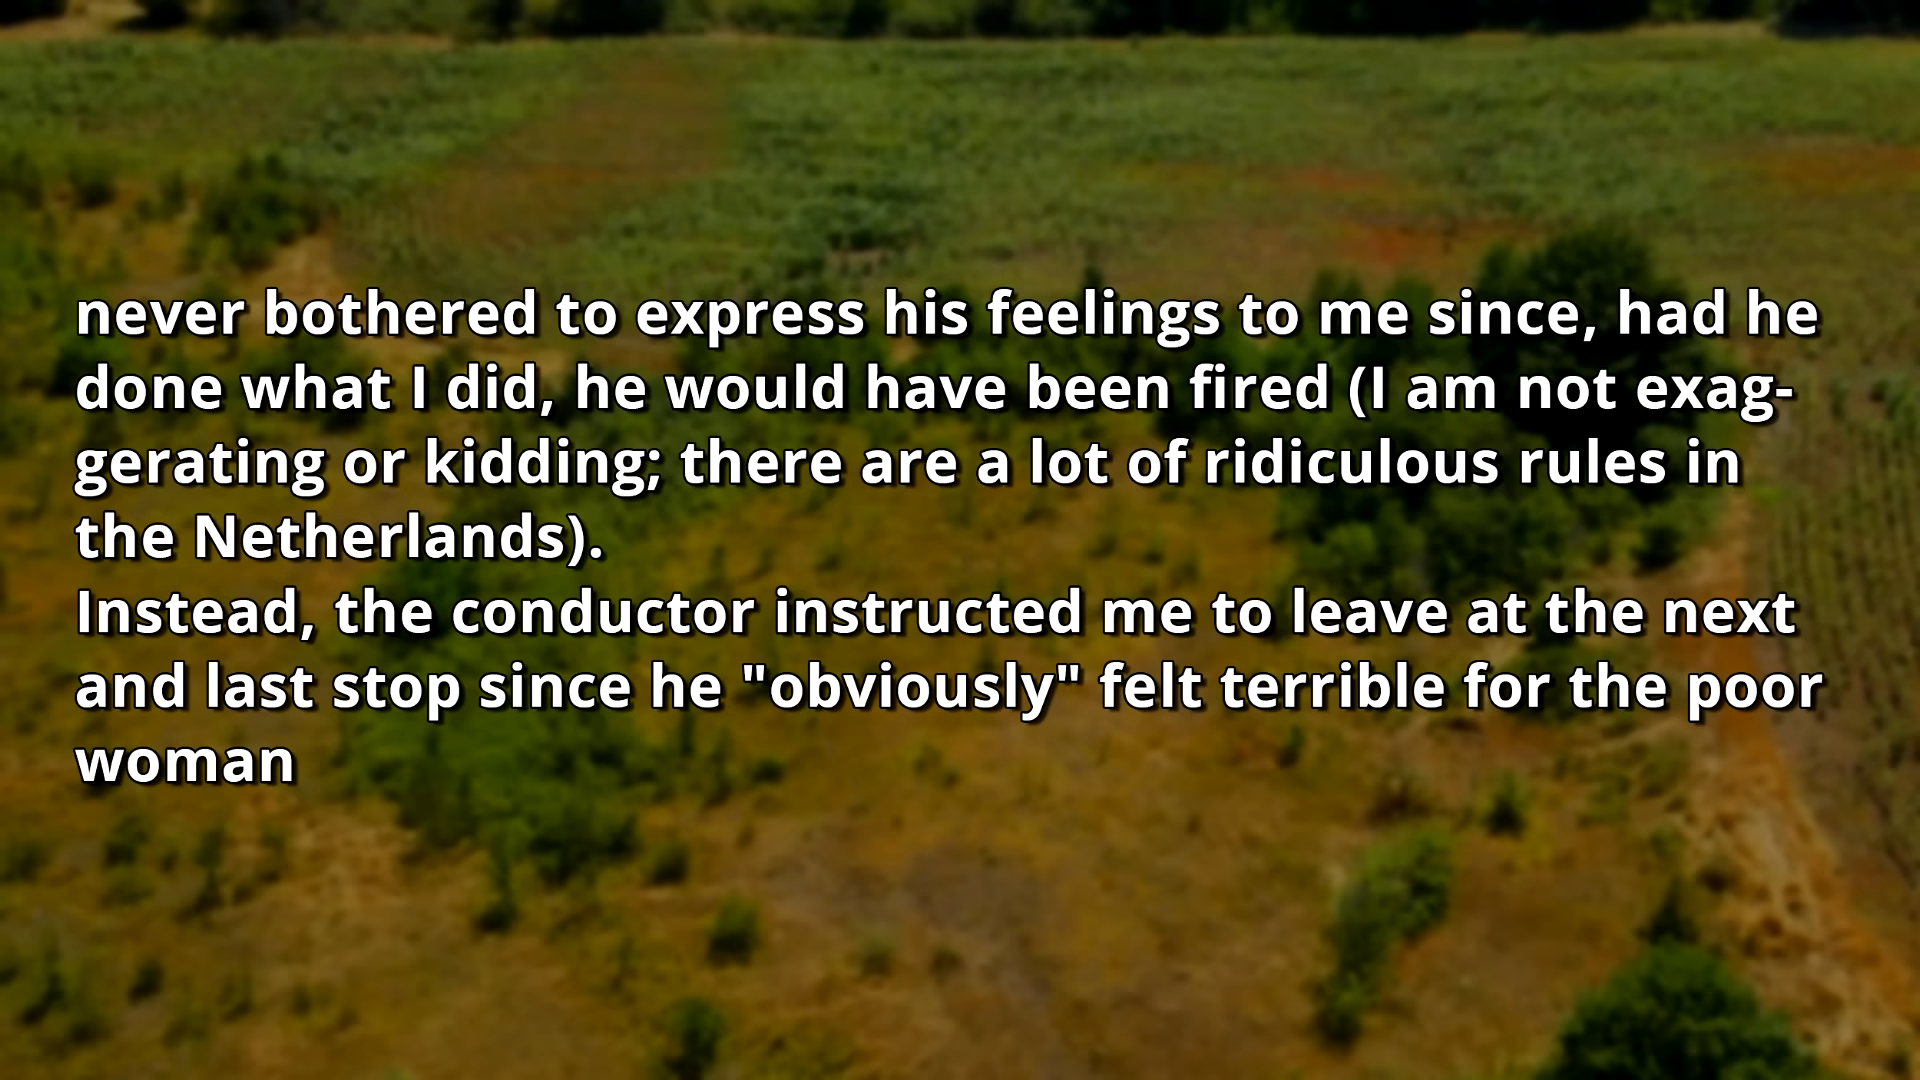 never bothered to express his feelings to me since, had he
done what I did, he would have been fired (I am not exag-
gerating or kidding; there are a lot of ridiculous rules in
the Netherlands).
Instead, the conductor instructed me to leave at the next
and last stop since he "obviously" felt terrible for the poor
woman